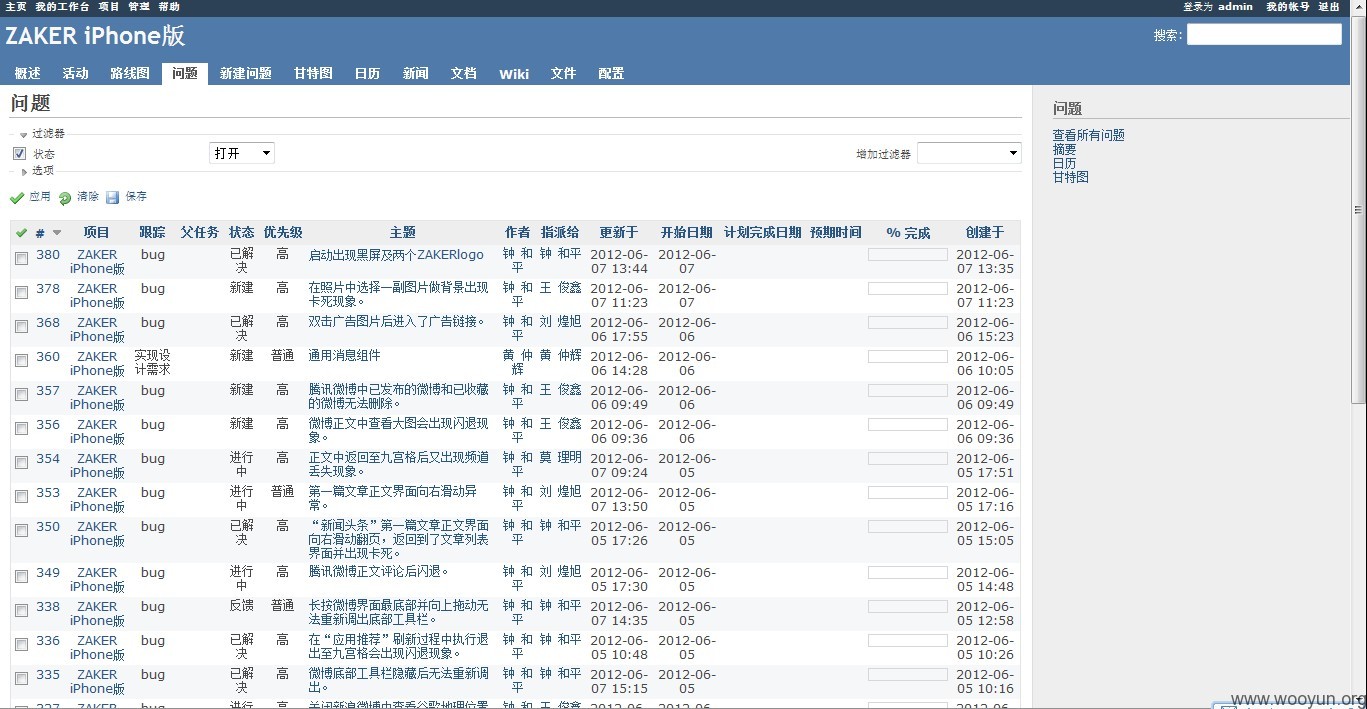 主页 我的工作台 项目 管理 帮助 登录为 admin 我的帐号 退出
ZAKER iPhone版 搜索:
概述 活动 路线图 问题 新建问题 甘特图 日历 新闻 文档 Wiki 文件 配置
问题
过滤器
状态 打开 增加过滤器
选项
应用 清除 保存
# 项目 跟踪 父任务 状态 优先级 主题 作者 指派给 更新于 开始日期 计划完成日期 预期时间 % 完成 创建于
380 ZAKER iPhone版 bug 已解决 高 启动出现黑屏及两个ZAKERlogo 钟 和平 钟 和平 2012-06-07 13:44 2012-06-07 2012-06-07 13:35
378 ZAKER iPhone版 bug 新建 高 在照片中选择一副图片做背景出现卡死现象。 钟 和平 王 俊鑫 2012-06-07 11:23 2012-06-07 2012-06-07 11:23
368 ZAKER iPhone版 bug 已解决 高 双击广告图片后进入了广告链接。 钟 和平 刘 煌旭 2012-06-06 17:55 2012-06-06 2012-06-06 15:23
360 ZAKER iPhone版 实现设计需求 新建 普通 通用消息组件 黄 仲辉 黄 仲辉 2012-06-06 14:28 2012-06-06 2012-06-06 10:05
357 ZAKER iPhone版 bug 新建 高 腾讯微博中已发布的微博和已收藏的微博无法删除。 钟 和平 王 俊鑫 2012-06-06 09:49 2012-06-06 2012-06-06 09:49
356 ZAKER iPhone版 bug 新建 高 微博正文中查看大图会出现闪退现象。 钟 和平 王 俊鑫 2012-06-06 09:36 2012-06-06 2012-06-06 09:36
354 ZAKER iPhone版 bug 进行中 高 正文中返回至九宫格后又出现频道丢失现象。 钟 和平 莫 理明 2012-06-07 09:24 2012-06-05 2012-06-05 17:51
353 ZAKER iPhone版 bug 进行中 普通 第一篇文章正文界面向右滑动异常。 钟 和平 刘 煌旭 2012-06-07 13:50 2012-06-05 2012-06-05 17:16
350 ZAKER iPhone版 bug 已解决 高 “新闻头条”第一篇文章正文界面向右滑动翻页，返回到了文章列表界面并出现卡死。 钟 和平 钟 和平 2012-06-05 17:26 2012-06-05 2012-06-05 15:05
349 ZAKER iPhone版 bug 进行中 高 腾讯微博正文评论后闪退。 钟 和平 刘 煌旭 2012-06-05 17:30 2012-06-05 2012-06-05 14:48
338 ZAKER iPhone版 bug 反馈 普通 长按微博界面最底部并向上拖动无法重新调出底部工具栏。 钟 和平 钟 和平 2012-06-07 14:35 2012-06-05 2012-06-05 12:58
336 ZAKER iPhone版 bug 已解决 高 在“应用推荐”刷新过程中执行退出至九宫格会出现闪退现象。 钟 和平 钟 和平 2012-06-05 10:48 2012-06-05 2012-06-05 10:26
335 ZAKER iPhone版 bug 已解决 高 微博底部工具栏隐藏后无法重新调出。 钟 和平 钟 和平 2012-06-07 15:15 2012-06-05 2012-06-05 10:16
ZAKER bug 进行 高
问题
查看所有问题
摘要
日历
甘特图
www.wooyun.org